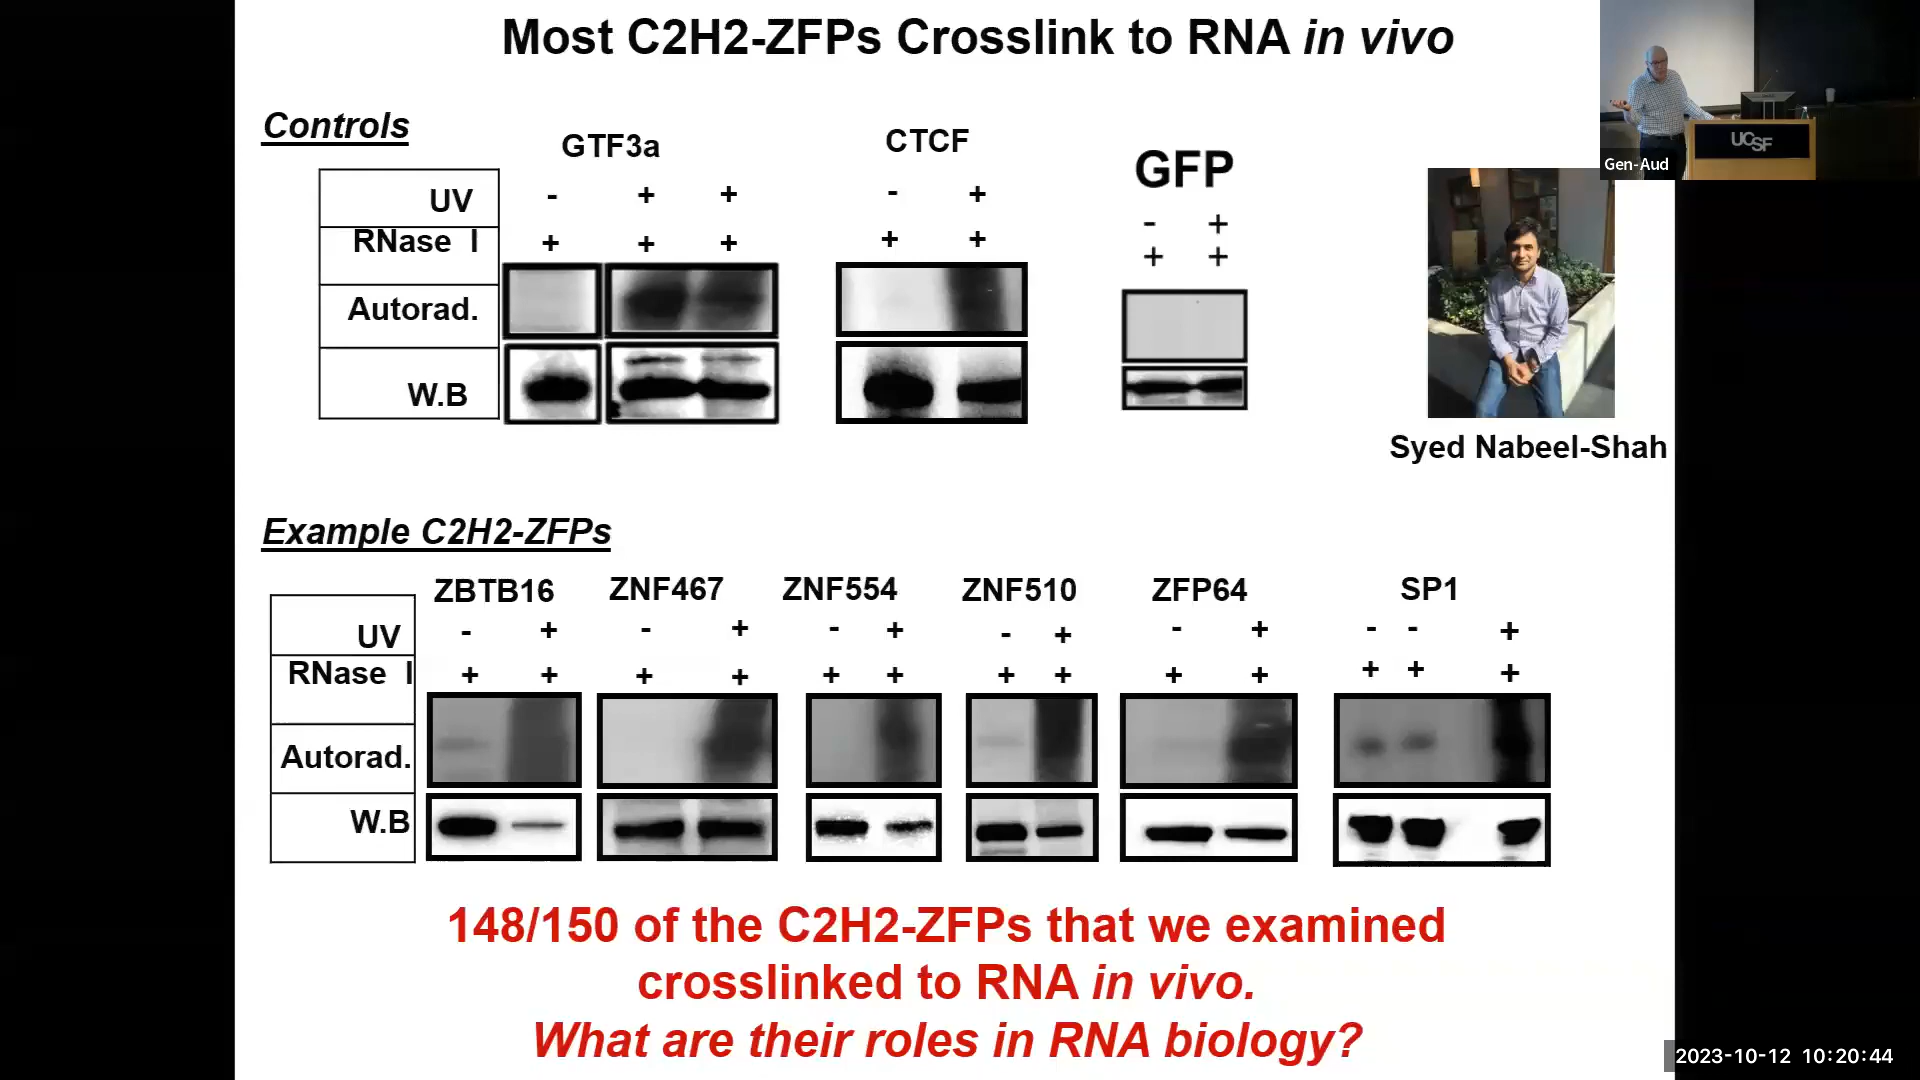 Most C2H2-ZFPs Crosslink to RNA in vivo
UCSF
Gen-Aud
Controls
GTF3a
CTCF
GFP
UV
- + +
- +
- +
RNase I
+ + +
+ +
+ +
Autorad.
W.B
Syed Nabeel-Shah
Example C2H2-ZFPs
ZBTB16 ZNF467 ZNF554 ZNF510 ZFP64 SP1
UV - + - + - + - + - + - - +
RNase I + + + + + + + + + + + + +
Autorad.
W.B
148/150 of the C2H2-ZFPs that we examined
crosslinked to RNA in vivo.
What are their roles in RNA biology?
2023-10-12 10:20:44